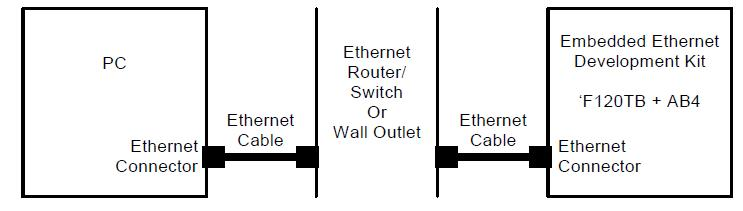 PC
Ethernet
Connector
Ethernet
Cable
Ethernet
Router/
Switch
Or
Wall Outlet
Ethernet
Cable
Embedded Ethernet
Development Kit
‘F120TB + AB4
Ethernet
Connector